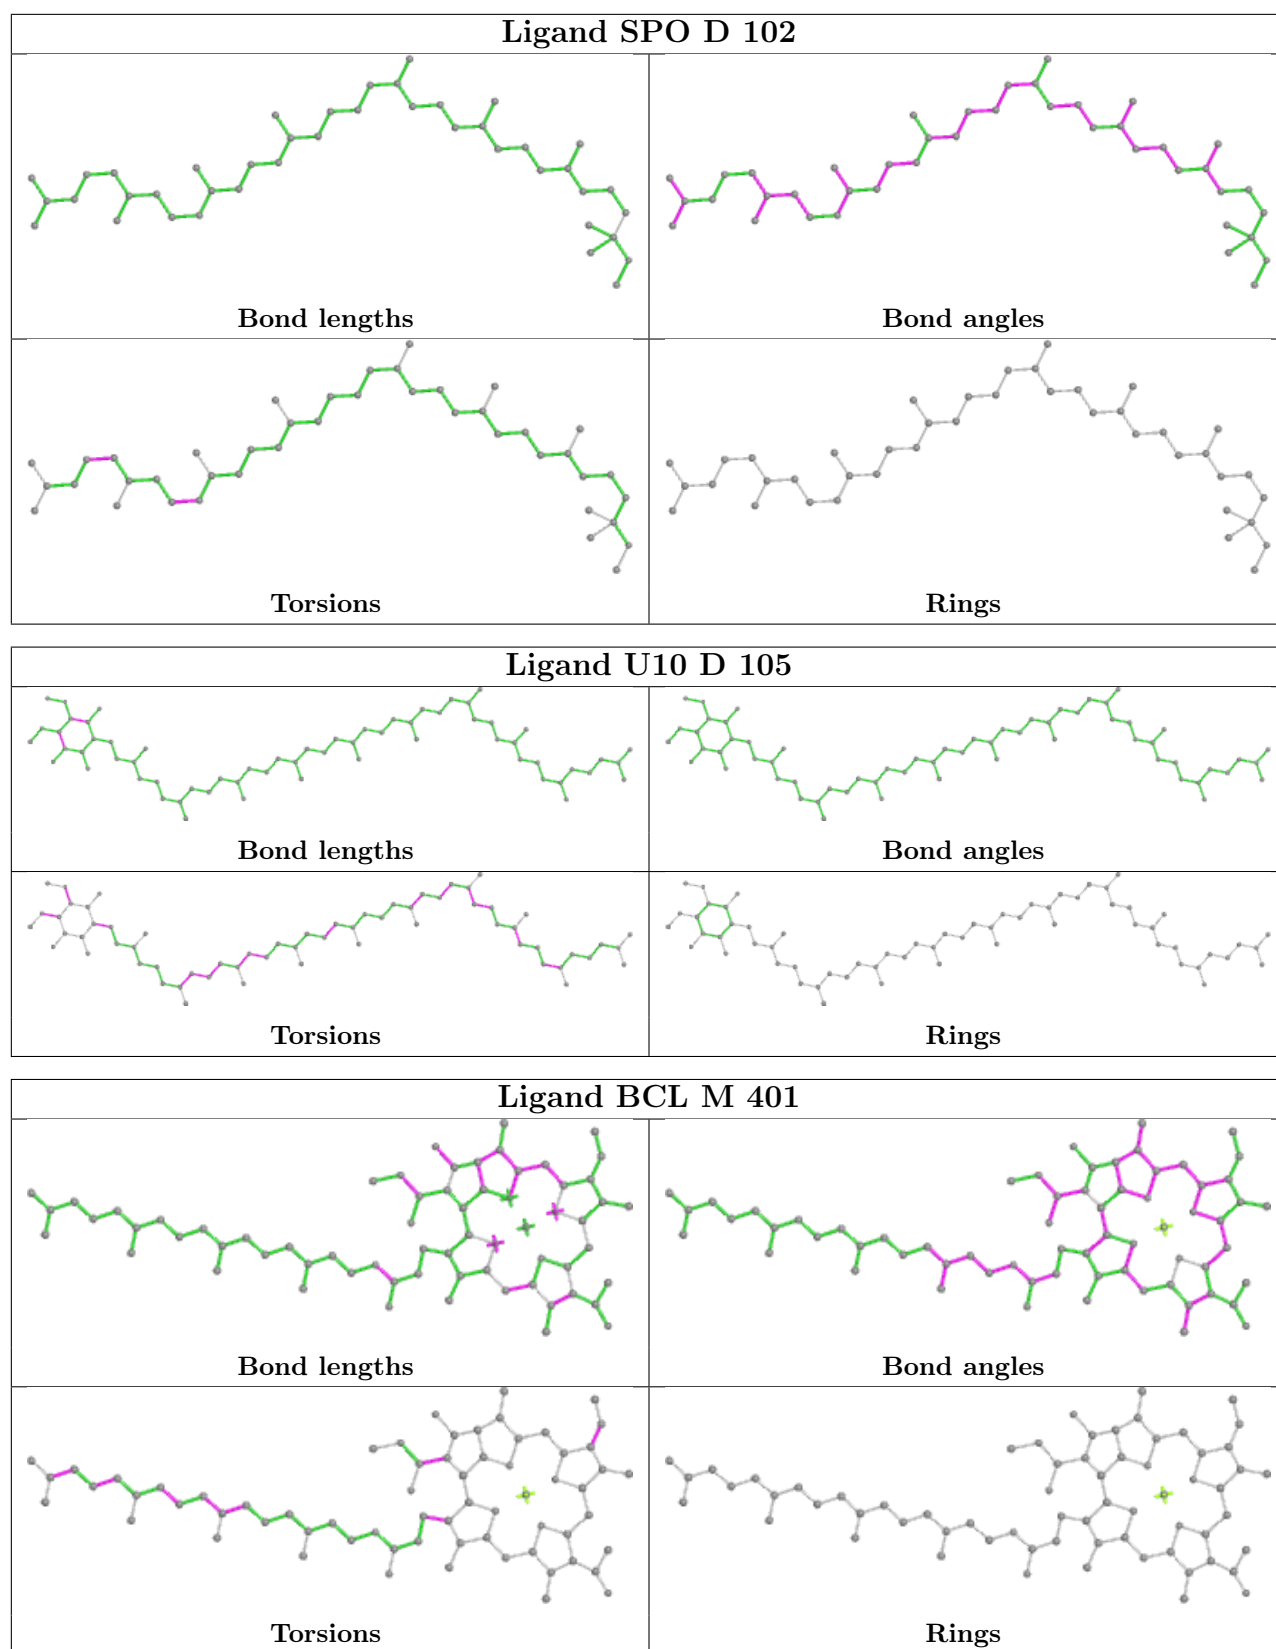 Ligand SPO D 102
Bond lengths
Bond angles
Torsions
Rings
Ligand U10 D 105
Bond lengths
Bond angles
Torsions
Rings
Ligand BCL M 401
Bond lengths
Bond angles
Torsions
Rings